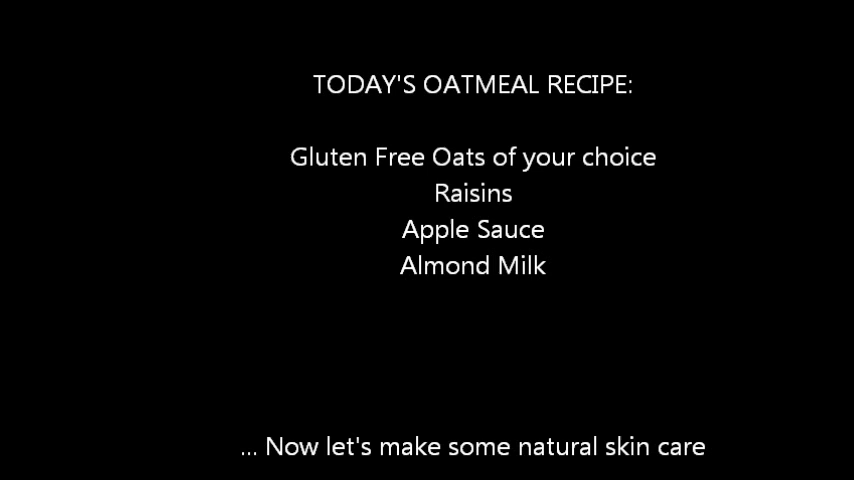 TODAY'S OATMEAL RECIPE:
Gluten Free Oats of your choice
Raisins
Apple Sauce
Almond Milk
... Now let's make some natural skin care